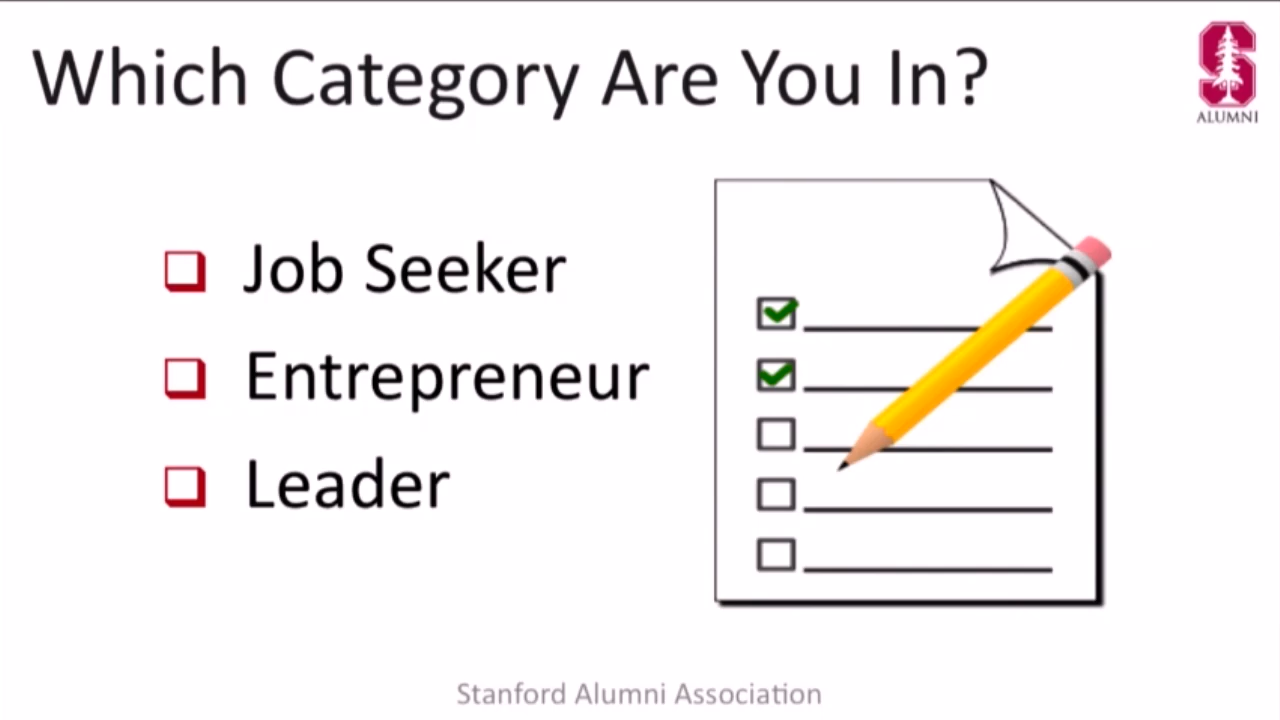 Which Category Are You In?
S
ALUMNI
Job Seeker
Entrepreneur
Leader
Stanford Alumni Association